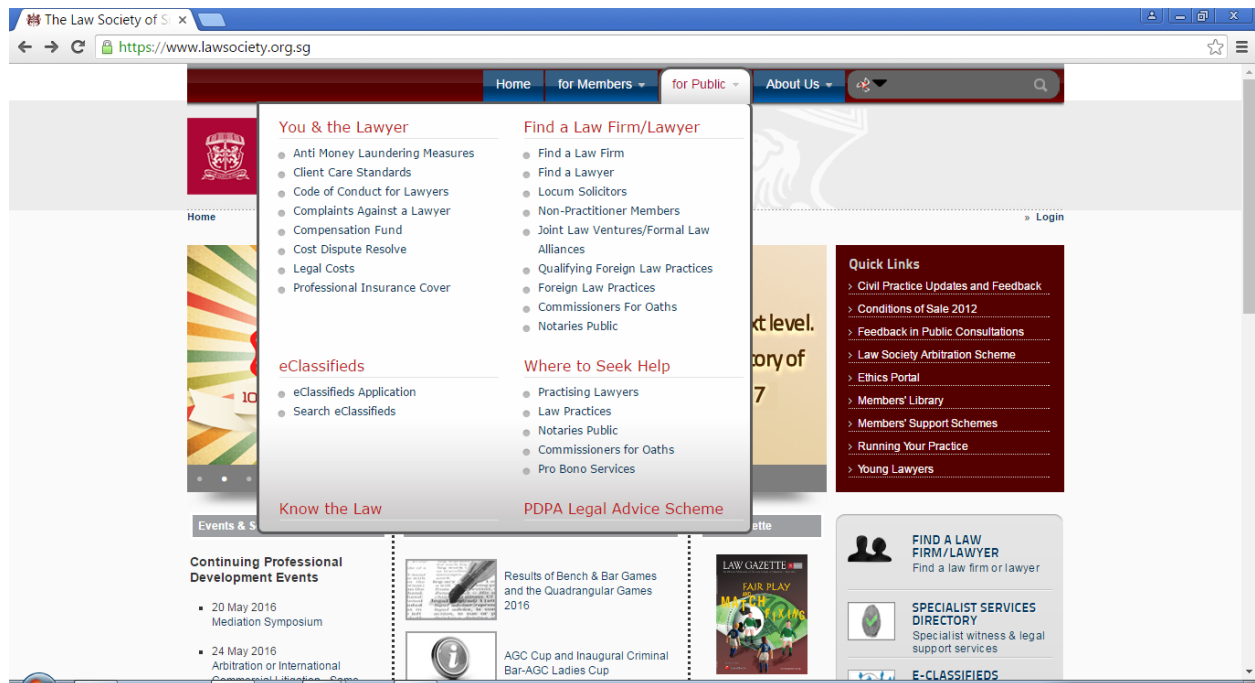 The Law Society of Si
https://www.lawsociety.org.sg
Home
for Members
for Public
About Us
You & the Lawyer
Anti Money Laundering Measures
Client Care Standards
Code of Conduct for Lawyers
Complaints Against a Lawyer
Compensation Fund
Cost Dispute Resolve
Legal Costs
Professional Insurance Cover
Find a Law Firm/Lawyer
Find a Law Firm
Find a Lawyer
Locum Solicitors
Non-Practitioner Members
Joint Law Ventures/Formal Law
Alliances
Qualifying Foreign Law Practices
Foreign Law Practices
Commissioners For Oaths
Notaries Public
eClassifieds
eClassifieds Application
Search eClassifieds
Where to Seek Help
Practising Lawyers
Law Practices
Notaries Public
Commissioners for Oaths
Pro Bono Services
Know the Law
PDPA Legal Advice Scheme
Home
» Login
10
xt level.
ory of
7
Quick Links
> Civil Practice Updates and Feedback
> Conditions of Sale 2012
> Feedback in Public Consultations
> Law Society Arbitration Scheme
> Ethics Portal
> Members' Library
> Members' Support Schemes
> Running Your Practice
> Young Lawyers
Events & S
ette
Continuing Professional
Development Events
20 May 2016
Mediation Symposium
24 May 2016
Arbitration or International
Commercial Litigation - Some
Results of Bench & Bar Games
and the Quadrangular Games
2016
AGC Cup and Inaugural Criminal
Bar-AGC Ladies Cup
LAW GAZETTE
FAIR PLAY
AND
MATCH
FIXING
FIND A LAW
FIRM/LAWYER
Find a law firm or lawyer
SPECIALIST SERVICES
DIRECTORY
Specialist witness & legal
support services
E-CLASSIFIEDS